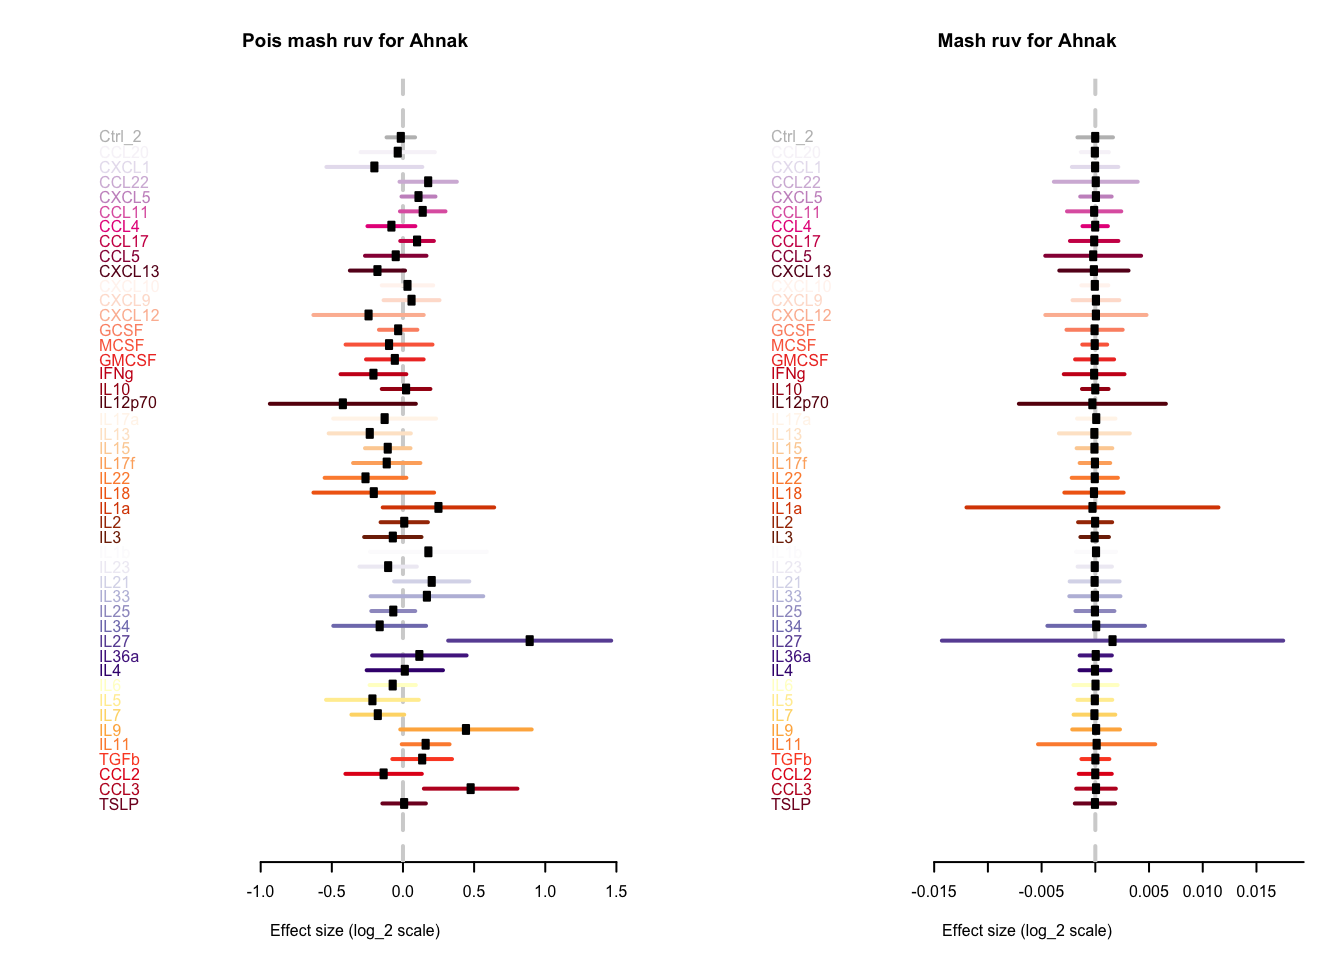 Pois mash ruv for Ahnak
Ctrl_2
CCL20
CXCL1
CCL22
CXCL5
CCL11
CCL4
CCL17
CCL5
CXCL13
CXCL9
CXCL12
GCSF
MCSF
GMCSF
IFNg
IL10
IL12p70
IL13
IL15
IL17f
IL22
IL18
IL1a
IL2
IL3
IL23
IL21
IL33
IL25
IL34
IL27
IL36a
IL4
IL5
IL7
IL9
IL11
TGFb
CCL2
CCL3
TSLP
-1.0 -0.5 0.0 0.5 1.0 1.5
Effect size (log_2 scale)
Mash ruv for Ahnak
Ctrl_2
CCL20
CXCL1
CCL22
CXCL5
CCL11
CCL4
CCL17
CCL5
CXCL13
CXCL9
CXCL12
GCSF
MCSF
GMCSF
IFNg
IL10
IL12p70
IL13
IL15
IL17f
IL22
IL18
IL1a
IL2
IL3
IL23
IL21
IL33
IL25
IL34
IL27
IL36a
IL4
IL5
IL7
IL9
IL11
TGFb
CCL2
CCL3
TSLP
-0.015 -0.005 0.005 0.010 0.015
Effect size (log_2 scale)